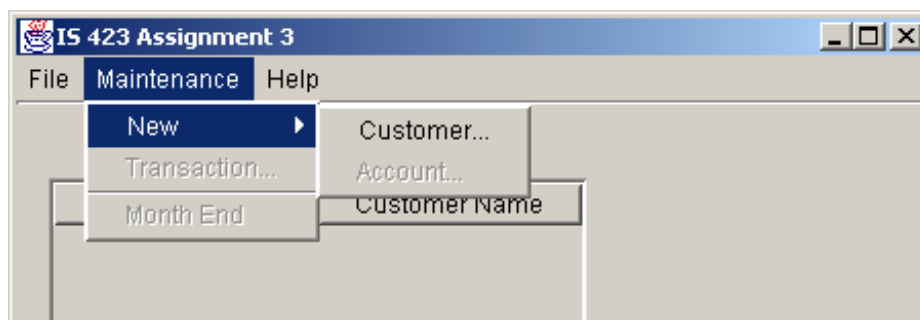 IS 423 Assignment 3
File Maintenance Help
New Customer...
Transaction... Account...
Customer Name
Month End